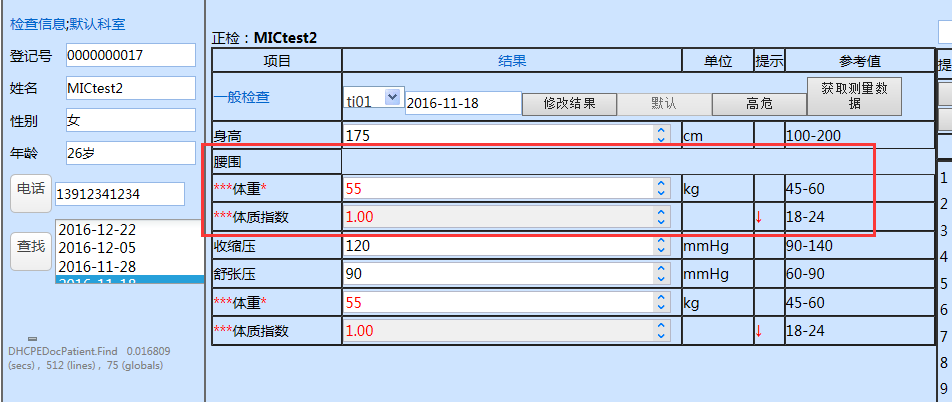 检查信息;默认科室
登记号 0000000017
姓名 MICtest2
性别 女
年龄 26岁
电话 13912341234
查找
2016-12-22
2016-12-05
2016-11-28
2016-11-18
DHCPEDocPatient.Find 0.016809
(secs) , 512 (lines) , 75 (globals)
正检：MICtest2
项目 结果 单位 提示 参考值
一般检查 tj01 2016-11-18 修改结果 默认 高危 获取测量数
据
身高 175 cm 100-200
腰围
***体重* 55 kg 45-60
***体质指数 1.00 ↓ 18-24
收缩压 120 mmHg 90-140
舒张压 90 mmHg 60-90
***体重* 55 kg 45-60
***体质指数 1.00 ↓ 18-24
1
2
3
4
5
6
7
8
9